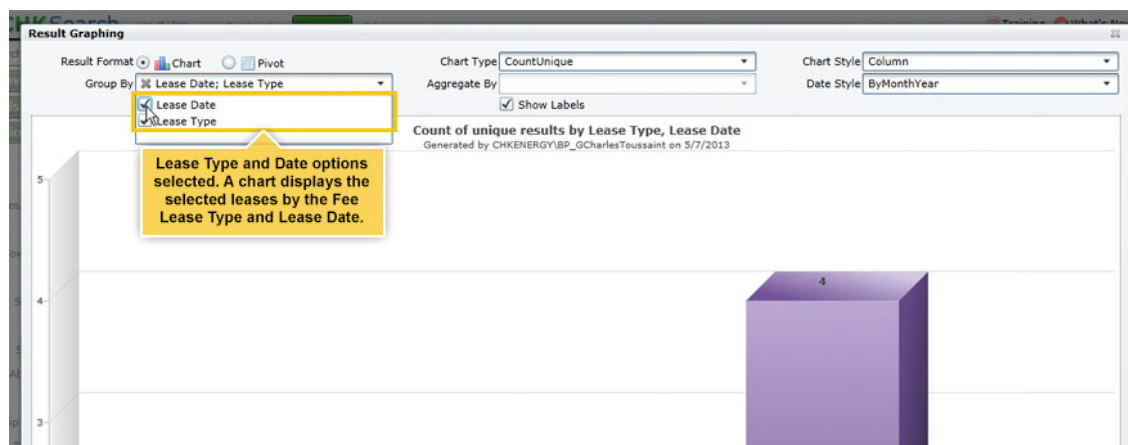 CHKSearch
Training What's New
Result Graphing
Result Format Chart Pivot
Chart Type CountUnique
Chart Style Column
Group By Lease Date; Lease Type
Aggregate By
Date Style ByMonthYear
Lease Date
Show Labels
Lease Type
Count of unique results by Lease Type, Lease Date
Generated by CHKENERGY\BP_GCharlesToussaint on 5/7/2013
Lease Type and Date options
selected. A chart displays the
selected leases by the Fee
Lease Type and Lease Date.
5
4
4
3